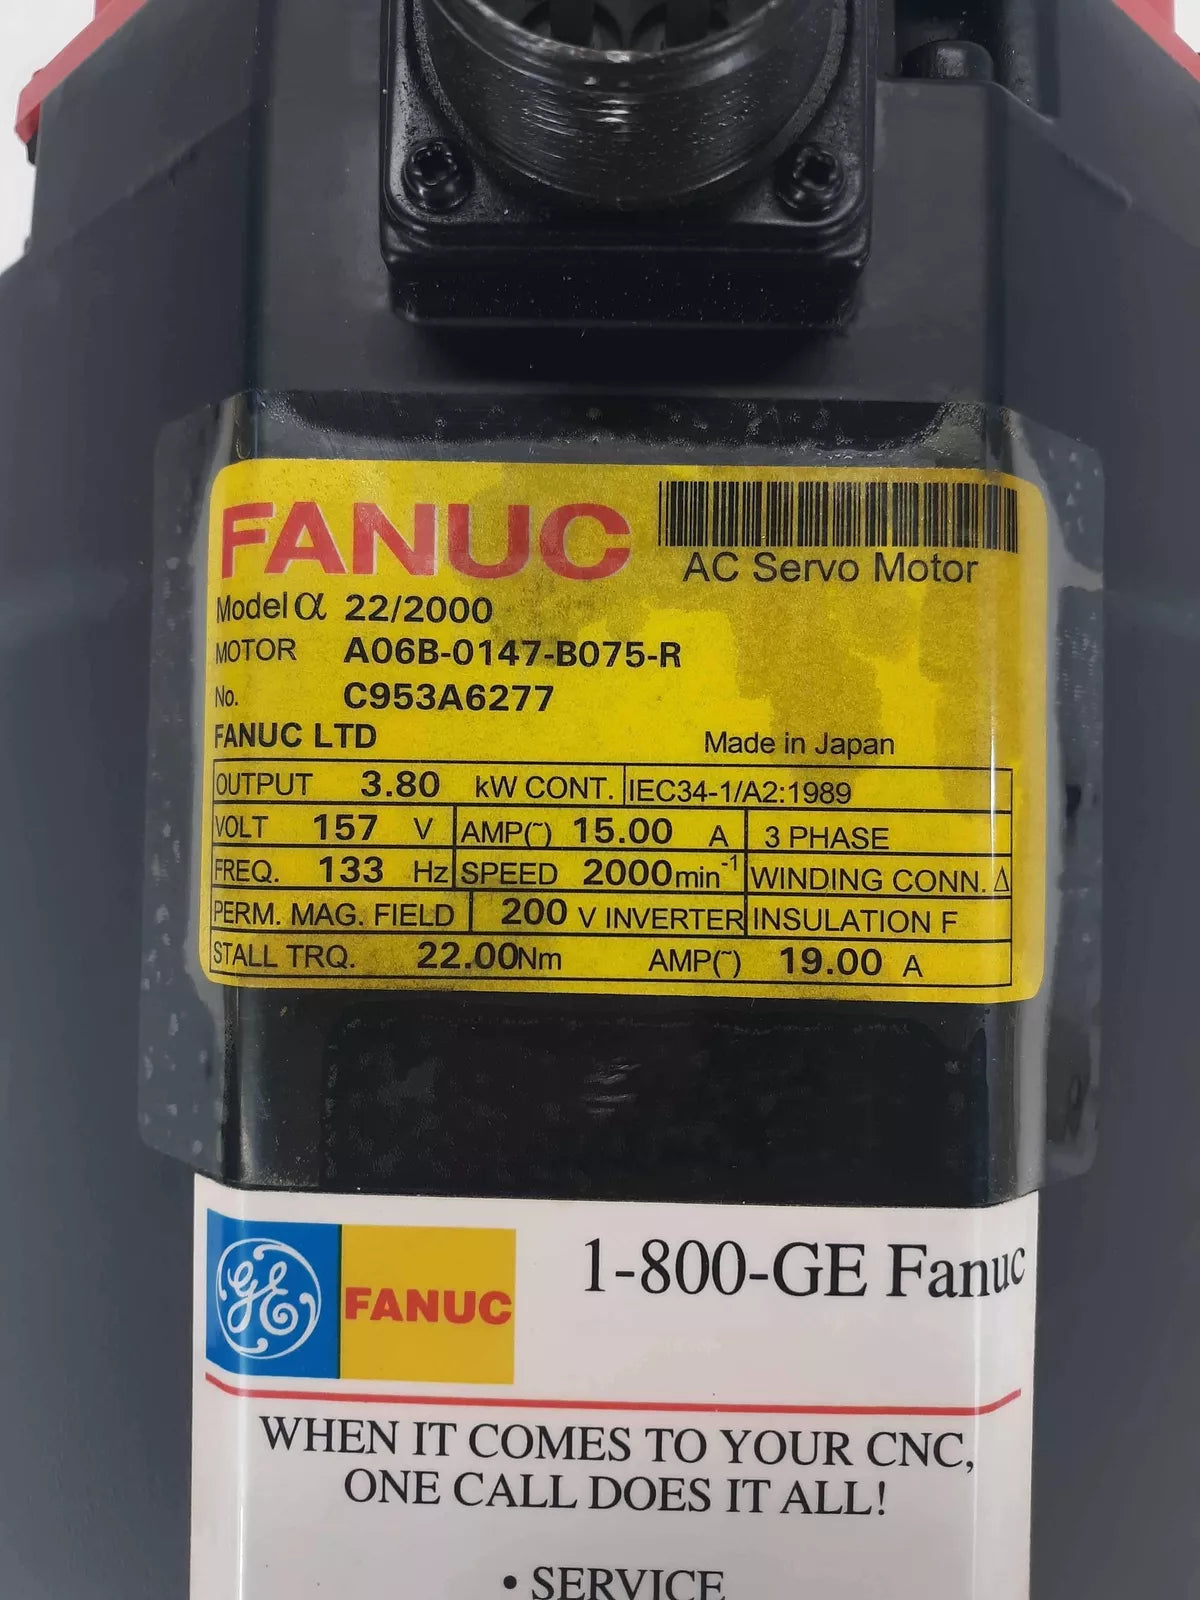 FANUC
AC Servo Motor
Model α 22/2000
MOTOR A06B-0147-B075-R
No. C953A6277
FANUC LTD Made in Japan
OUTPUT 3.80 kW CONT. IEC34-1/A2:1989
VOLT 157 V AMP(~) 15.00 A 3 PHASE
FREQ. 133 Hz SPEED 2000min⁻¹ WINDING CONN. Δ
PERM. MAG. FIELD 200 V INVERTER INSULATION F
STALL TRQ. 22.00Nm AMP(~) 19.00 A
GE FANUC 1-800-GE Fanuc
WHEN IT COMES TO YOUR CNC,
ONE CALL DOES IT ALL!
• SERVICE